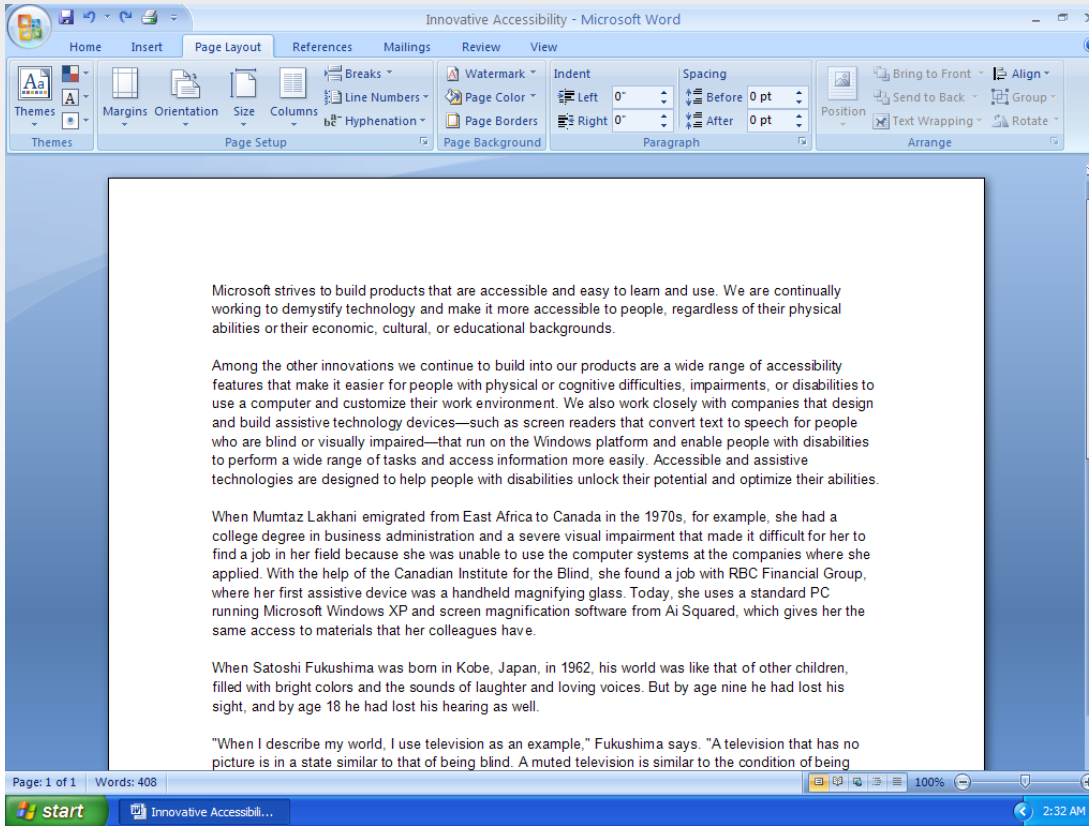 Innovative Accessibility - Microsoft Word
Home Insert Page Layout References Mailings Review View
Aa
Themes
A
Margins Orientation Size Columns
Breaks
Line Numbers
Hyphenation
Watermark
Page Color
Page Borders
Indent
Left 0"
Right 0"
Spacing
Before 0 pt
After 0 pt
Position
Bring to Front
Send to Back
Text Wrapping
Align
Group
Rotate
Themes Page Setup Page Background Paragraph Arrange
Microsoft strives to build products that are accessible and easy to learn and use. We are continually
working to demystify technology and make it more accessible to people, regardless of their physical
abilities or their economic, cultural, or educational backgrounds.
Among the other innovations we continue to build into our products are a wide range of accessibility
features that make it easier for people with physical or cognitive difficulties, impairments, or disabilities to
use a computer and customize their work environment. We also work closely with companies that design
and build assistive technology devices—such as screen readers that convert text to speech for people
who are blind or visually impaired—that run on the Windows platform and enable people with disabilities
to perform a wide range of tasks and access information more easily. Accessible and assistive
technologies are designed to help people with disabilities unlock their potential and optimize their abilities.
When Mumtaz Lakhani emigrated from East Africa to Canada in the 1970s, for example, she had a
college degree in business administration and a severe visual impairment that made it difficult for her to
find a job in her field because she was unable to use the computer systems at the companies where she
applied. With the help of the Canadian Institute for the Blind, she found a job with RBC Financial Group,
where her first assistive device was a handheld magnifying glass. Today, she uses a standard PC
running Microsoft Windows XP and screen magnification software from Ai Squared, which gives her the
same access to materials that her colleagues have.
When Satoshi Fukushima was born in Kobe, Japan, in 1962, his world was like that of other children,
filled with bright colors and the sounds of laughter and loving voices. But by age nine he had lost his
sight, and by age 18 he had lost his hearing as well.
"When I describe my world, I use television as an example," Fukushima says. "A television that has no
picture is in a state similar to that of being blind. A muted television is similar to the condition of being
Page: 1 of 1 Words: 408 100%
start Innovative Accessibili... 2:32 AM